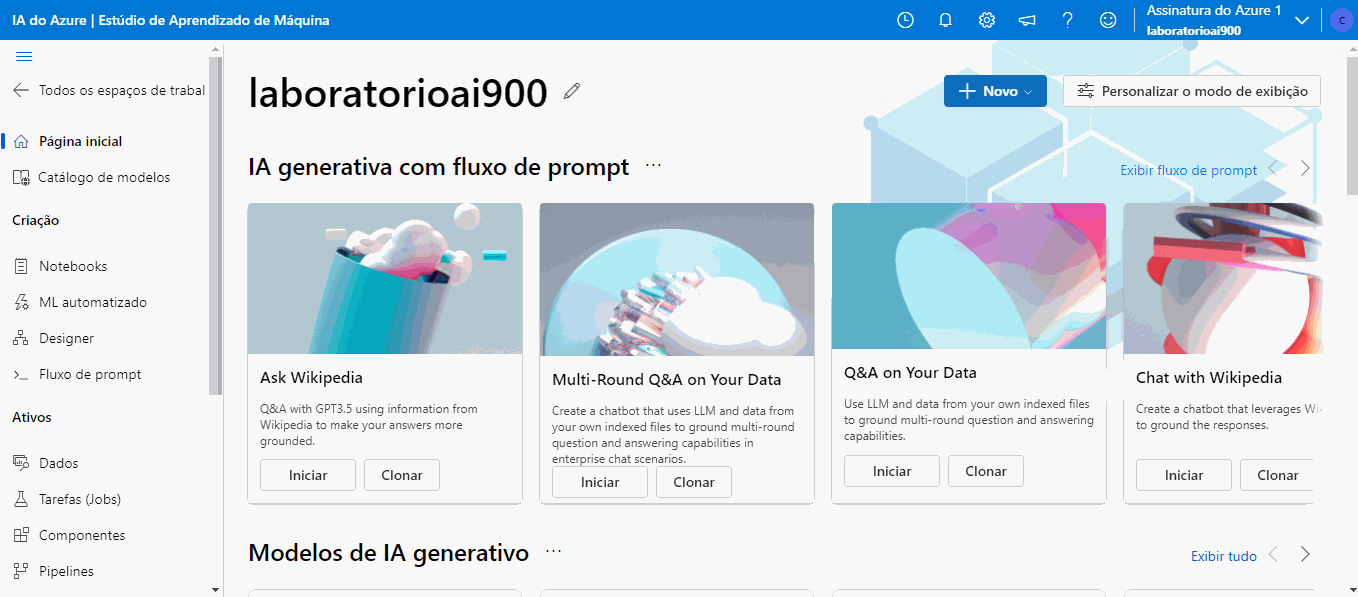 IA do Azure | Estúdio de Aprendizado de Máquina
Assinatura do Azure 1
laboratorioai900
C
Todos os espaços de trabal
Página inicial
Catálogo de modelos
Criação
Notebooks
ML automatizado
Designer
Fluxo de prompt
Ativos
Dados
Tarefas (Jobs)
Componentes
Pipelines
laboratorioai900
Novo
Personalizar o modo de exibição
IA generativa com fluxo de prompt ...
Exibir fluxo de prompt
Ask Wikipedia
Q&A with GPT3.5 using information from
Wikipedia to make your answers more
grounded.
Iniciar
Clonar
Multi-Round Q&A on Your Data
Create a chatbot that uses LLM and data from
your own indexed files to ground multi-round
question and answering capabilities in
enterprise chat scenarios.
Iniciar
Clonar
Q&A on Your Data
Use LLM and data from your own indexed files
to ground multi-round question and answering
capabilities.
Iniciar
Clonar
Chat with Wikipedia
Create a chatbot that leverages Wi
to ground the responses.
Iniciar
Clonar
Modelos de IA generativo ...
Exibir tudo